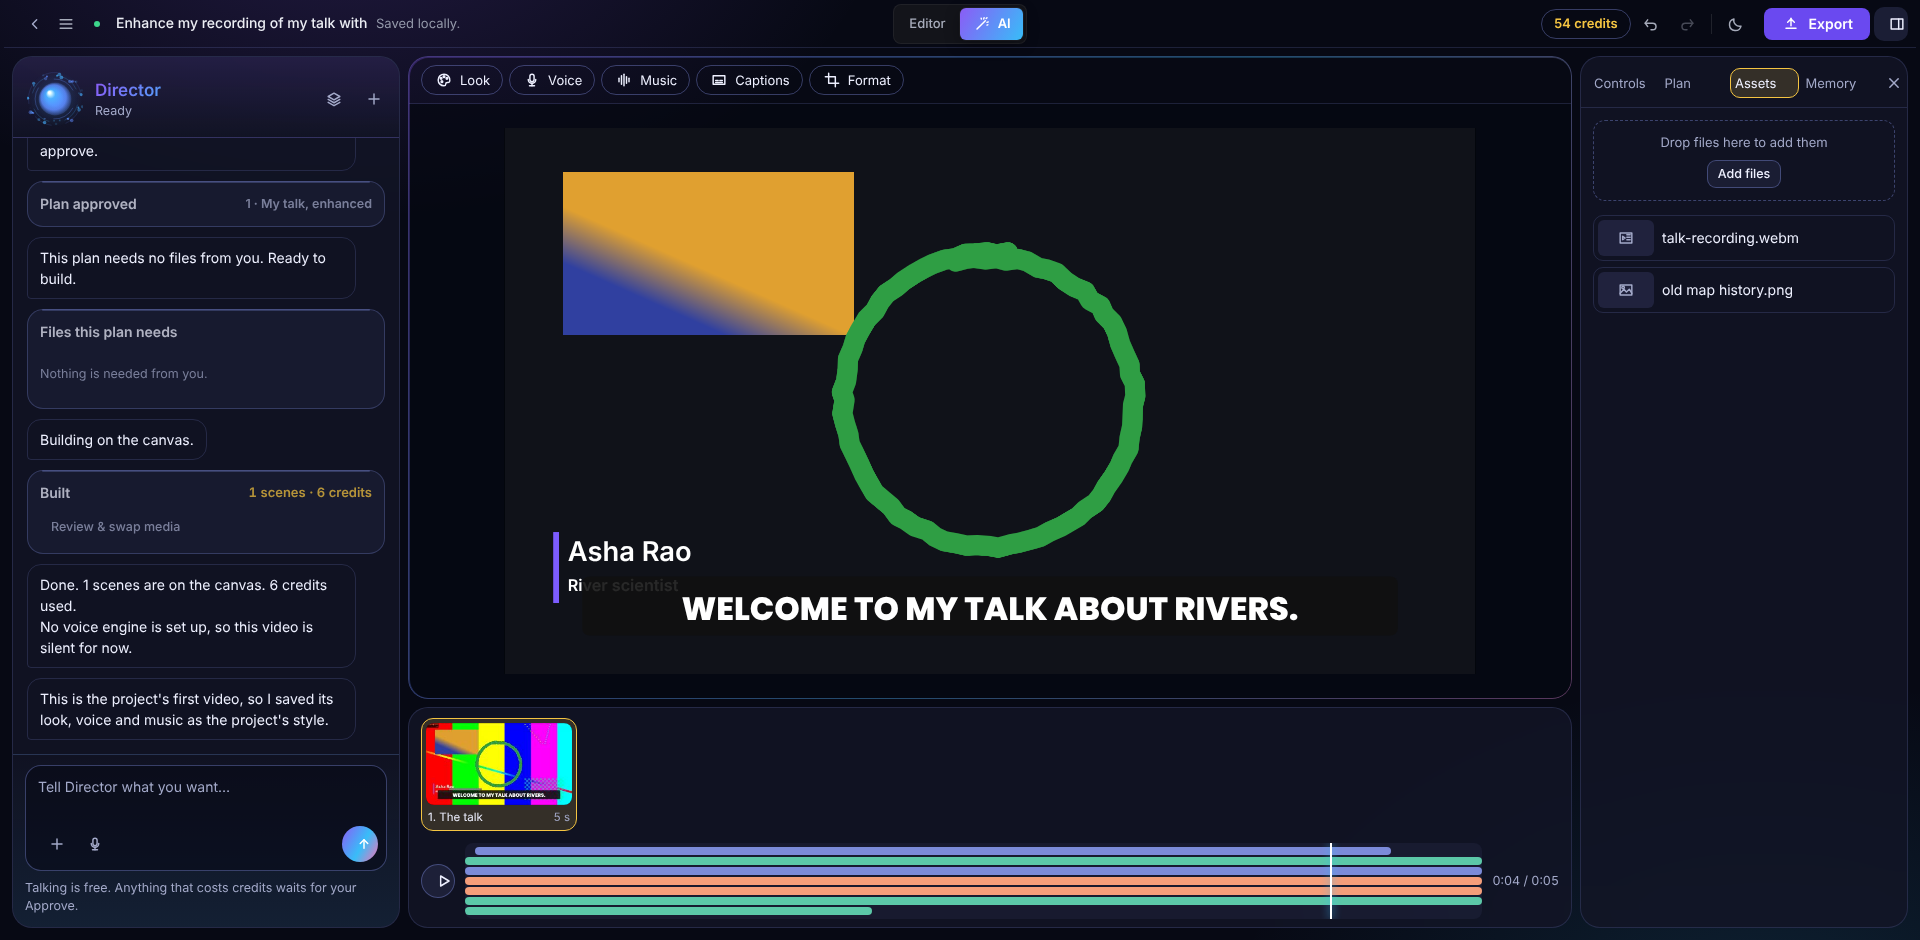 Enhance my recording of my talk with Saved locally.
Editor
AI
54 credits
Export
Director
Ready
approve.
Plan approved
1 · My talk, enhanced
This plan needs no files from you. Ready to
build.
Files this plan needs
Nothing is needed from you.
Building on the canvas.
Built
1 scenes · 6 credits
Review & swap media
Done. 1 scenes are on the canvas. 6 credits
used.
No voice engine is set up, so this video is
silent for now.
This is the project's first video, so I saved its
look, voice and music as the project's style.
Tell Director what you want...
Talking is free. Anything that costs credits waits for your
Approve.
Look
Voice
Music
Captions
Format
Asha Rao
River scientist
WELCOME TO MY TALK ABOUT RIVERS.
Asha Rao
WELCOME TO MY TALK ABOUT RIVERS.
1. The talk
5 s
0:04 / 0:05
Controls
Plan
Assets
Memory
Drop files here to add them
Add files
talk-recording.webm
old map history.png